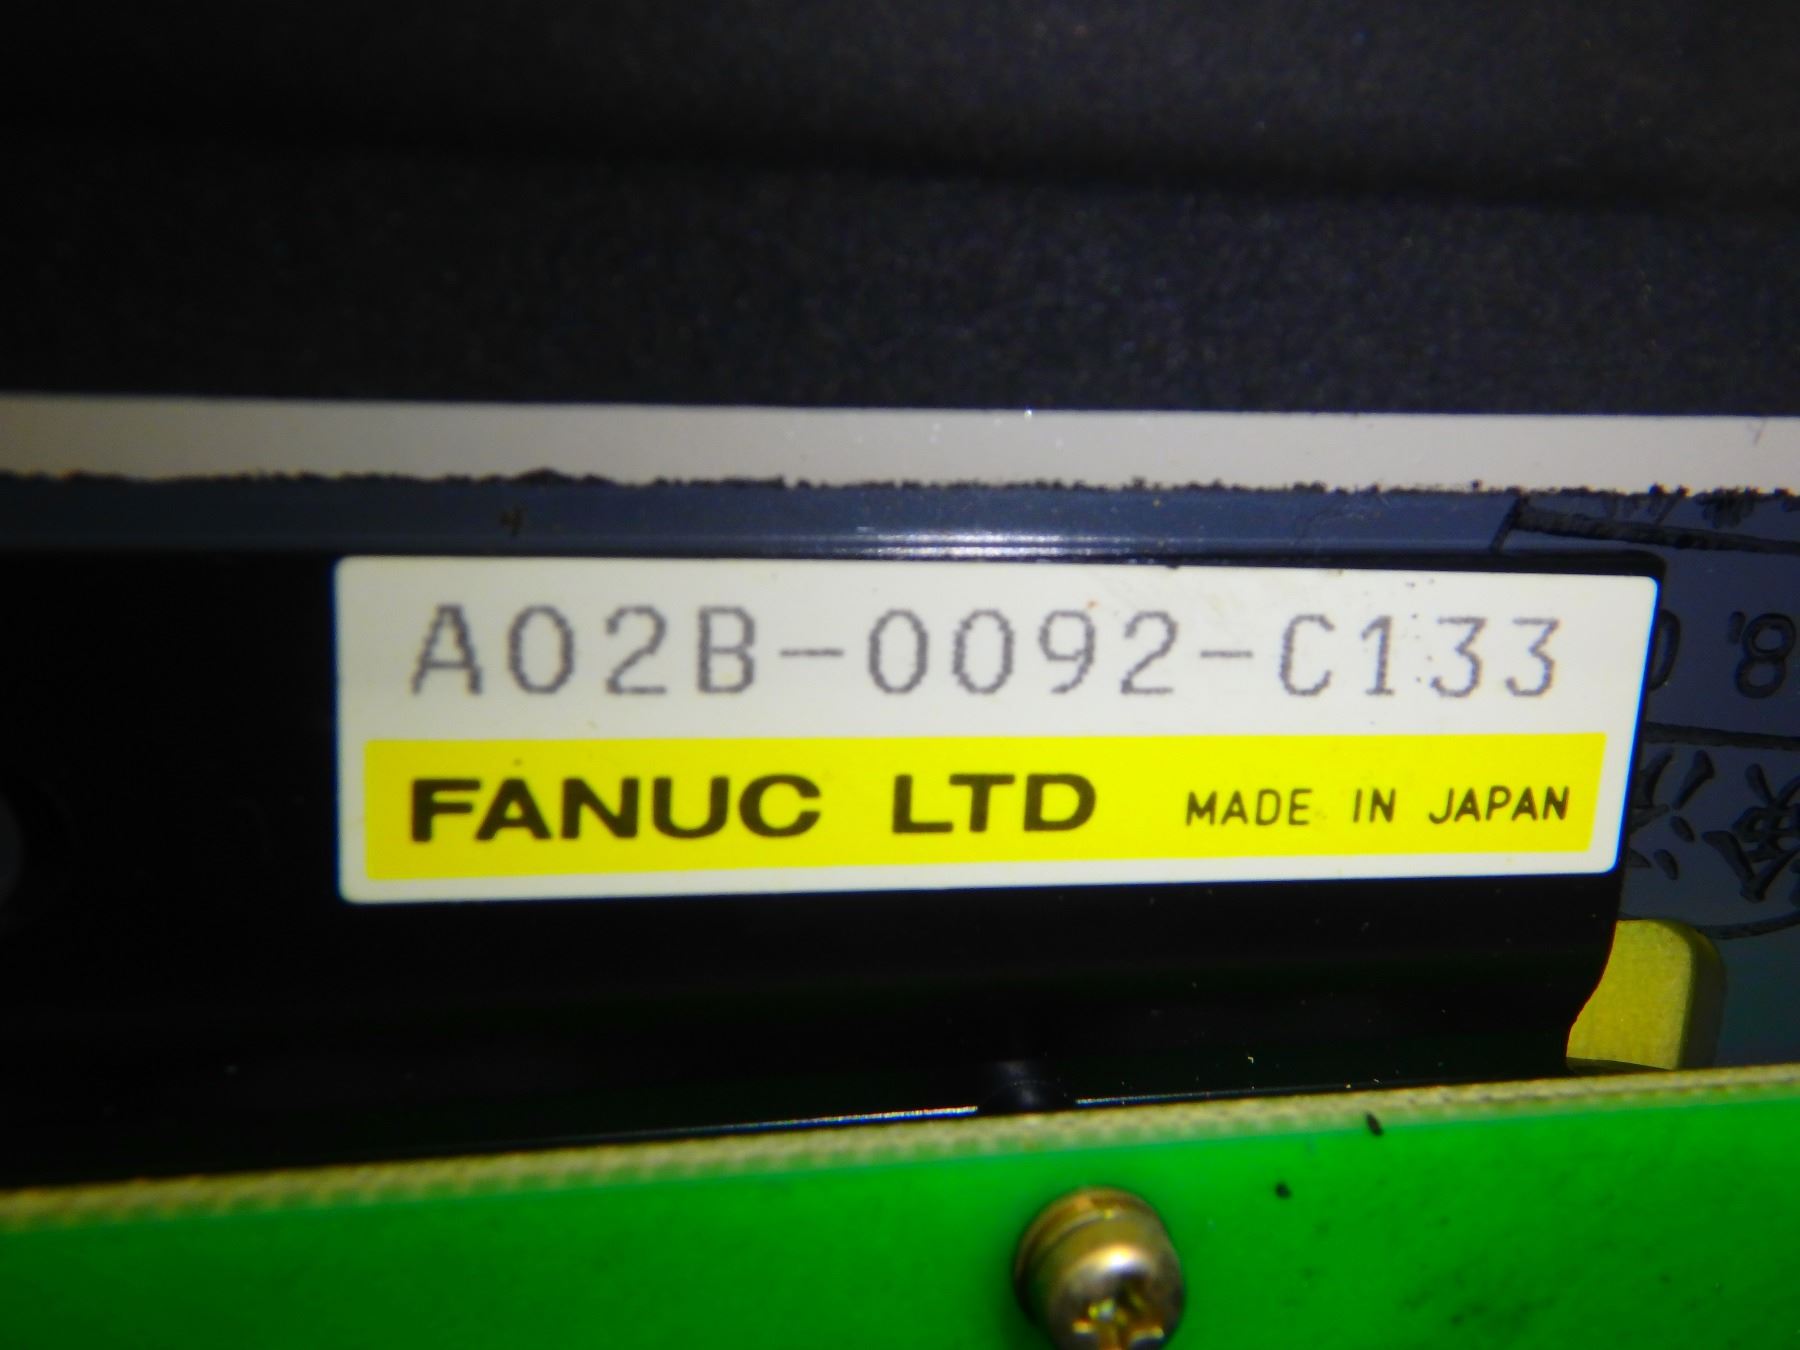 A02B-0092-C133
FANUC LTD MADE IN JAPAN